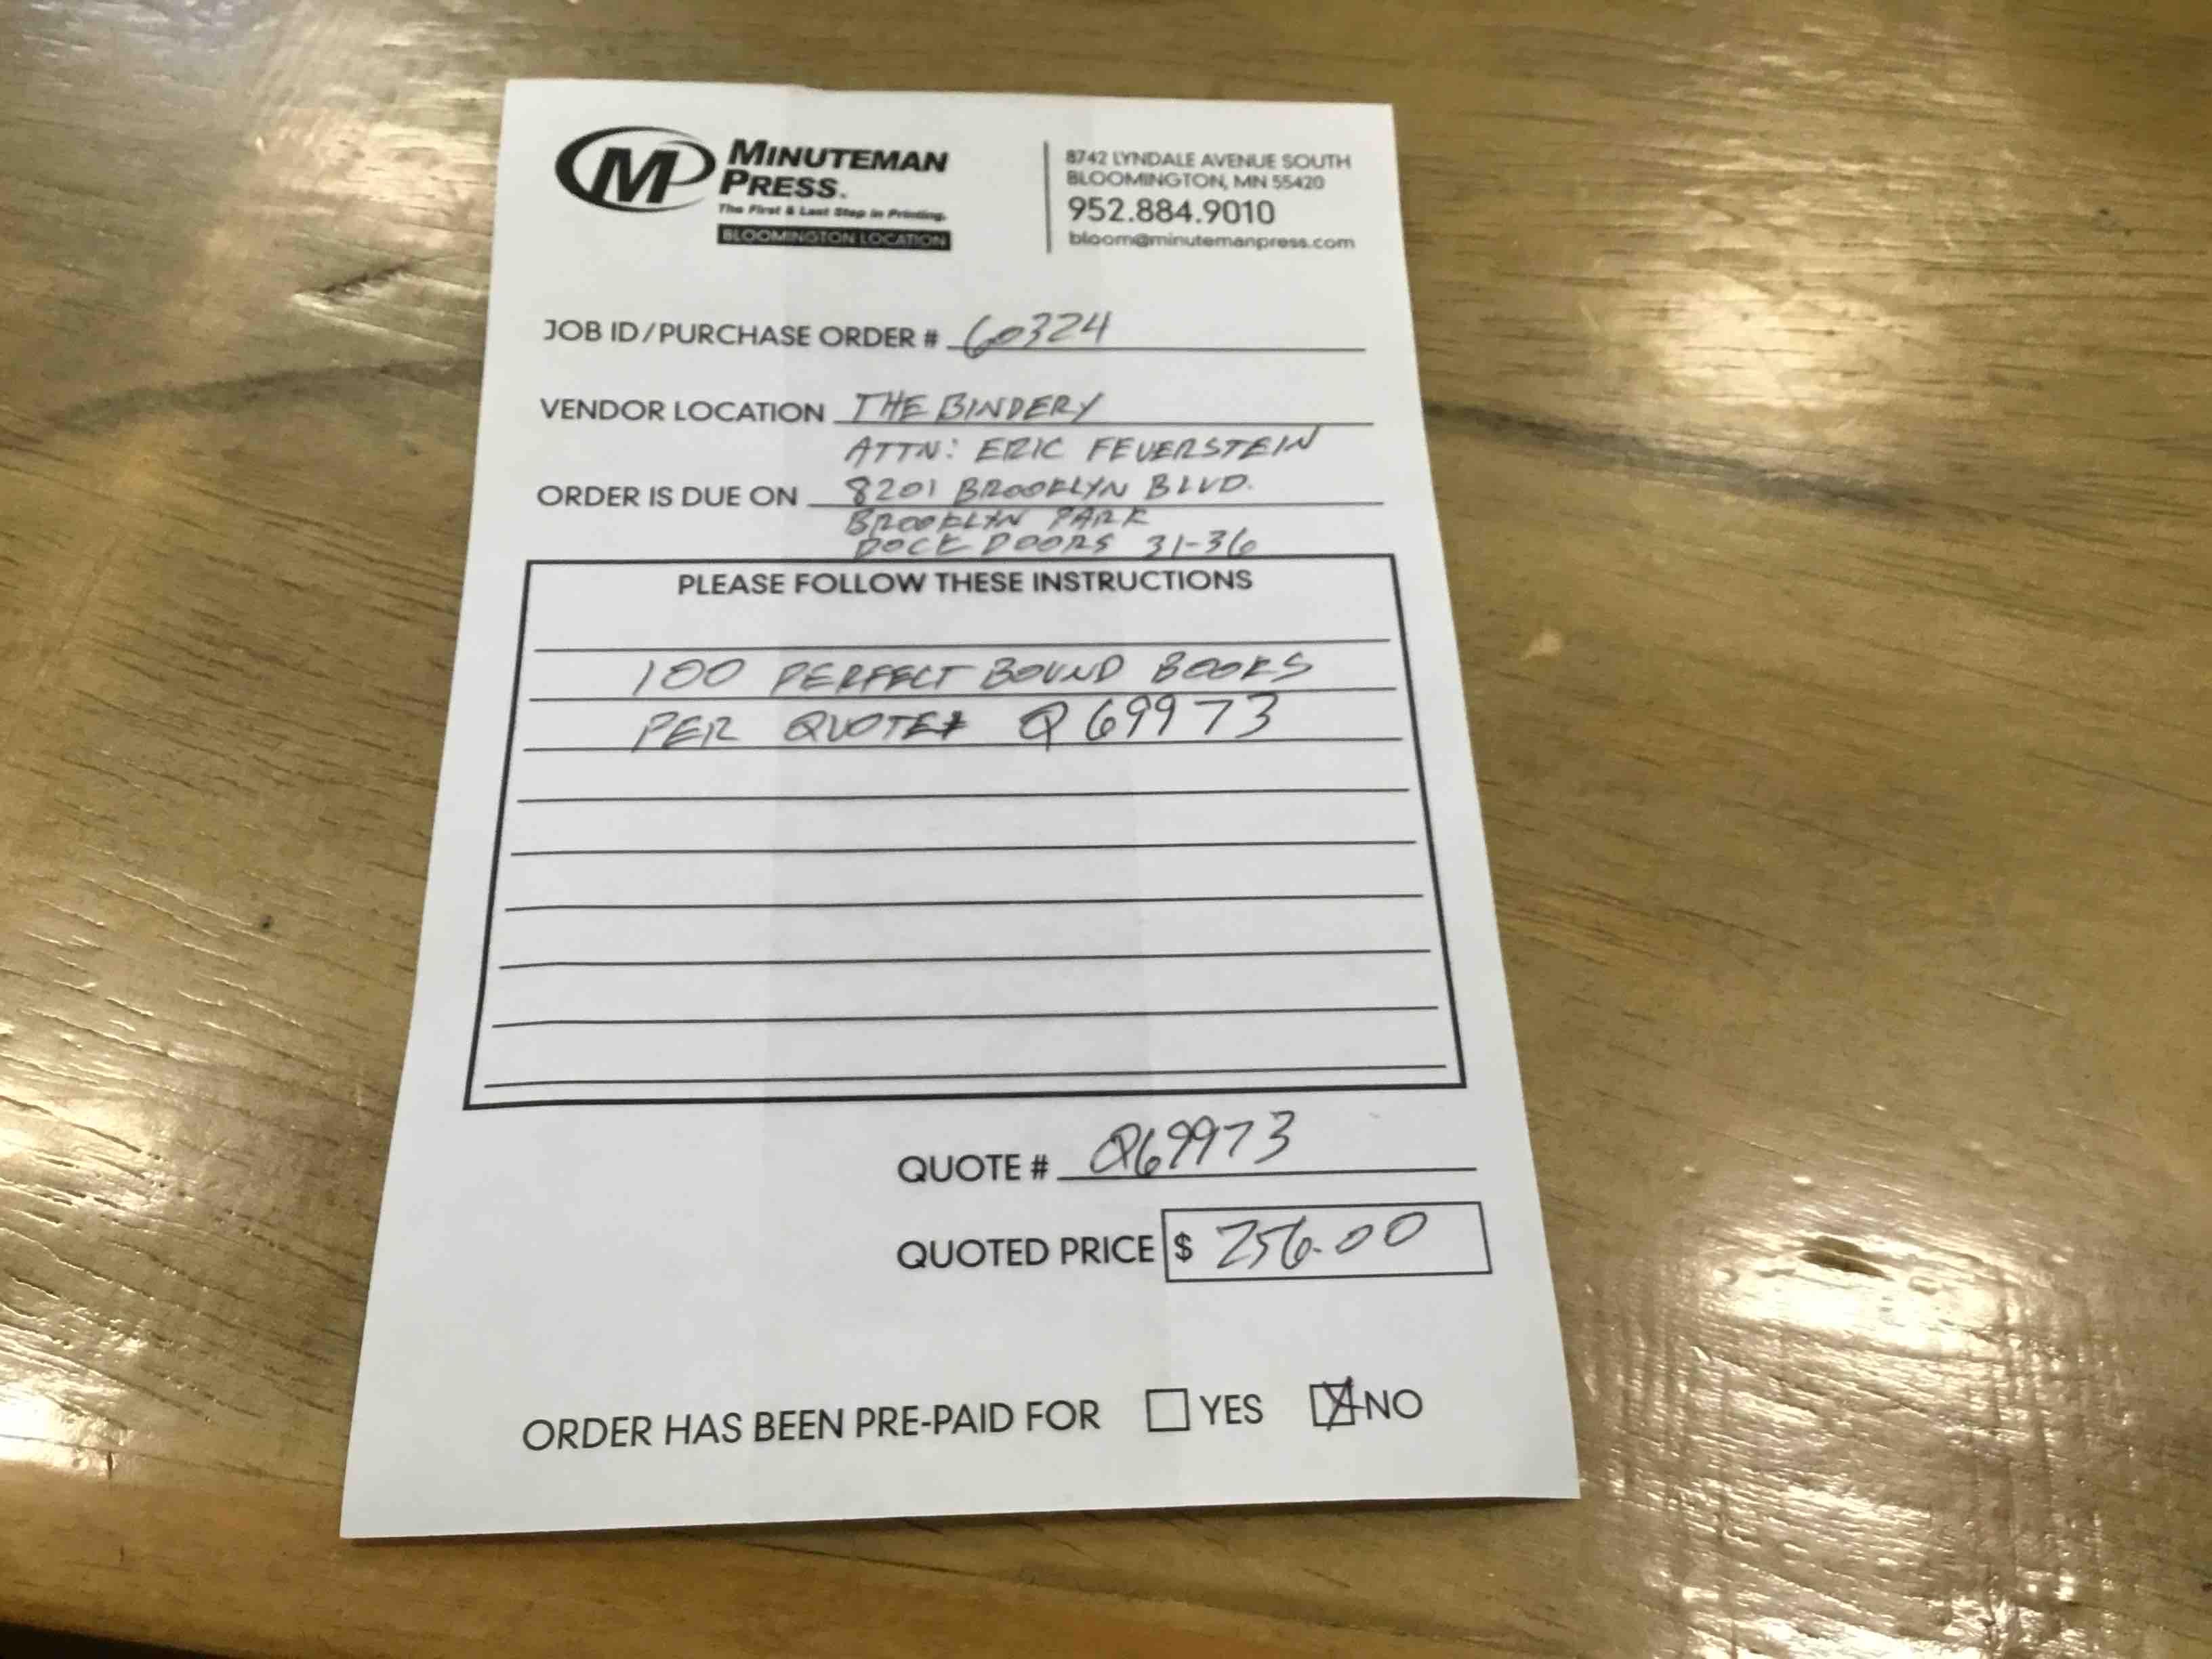 MINUTEMAN
PRESS.
The First & Last Step in Printing.
BLOOMINGTON LOCATION
8742 LYNDALE AVENUE SOUTH
BLOOMINGTON, MN 55420
952.884.9010
bloom@minutemanpress.com
JOB ID/PURCHASE ORDER # 60324
VENDOR LOCATION THE BINDERY
ATTN: ERIC FEUERSTEIN
ORDER IS DUE ON 8201 BROOKLYN BLVD.
BROOKLYN PARK
DOCK DOORS 31-36
PLEASE FOLLOW THESE INSTRUCTIONS
100 PERFECT BOUND BOOKS
PER QUOTE# Q69973
QUOTE # Q69973
QUOTED PRICE $ 256.00
ORDER HAS BEEN PRE-PAID FOR YES NO